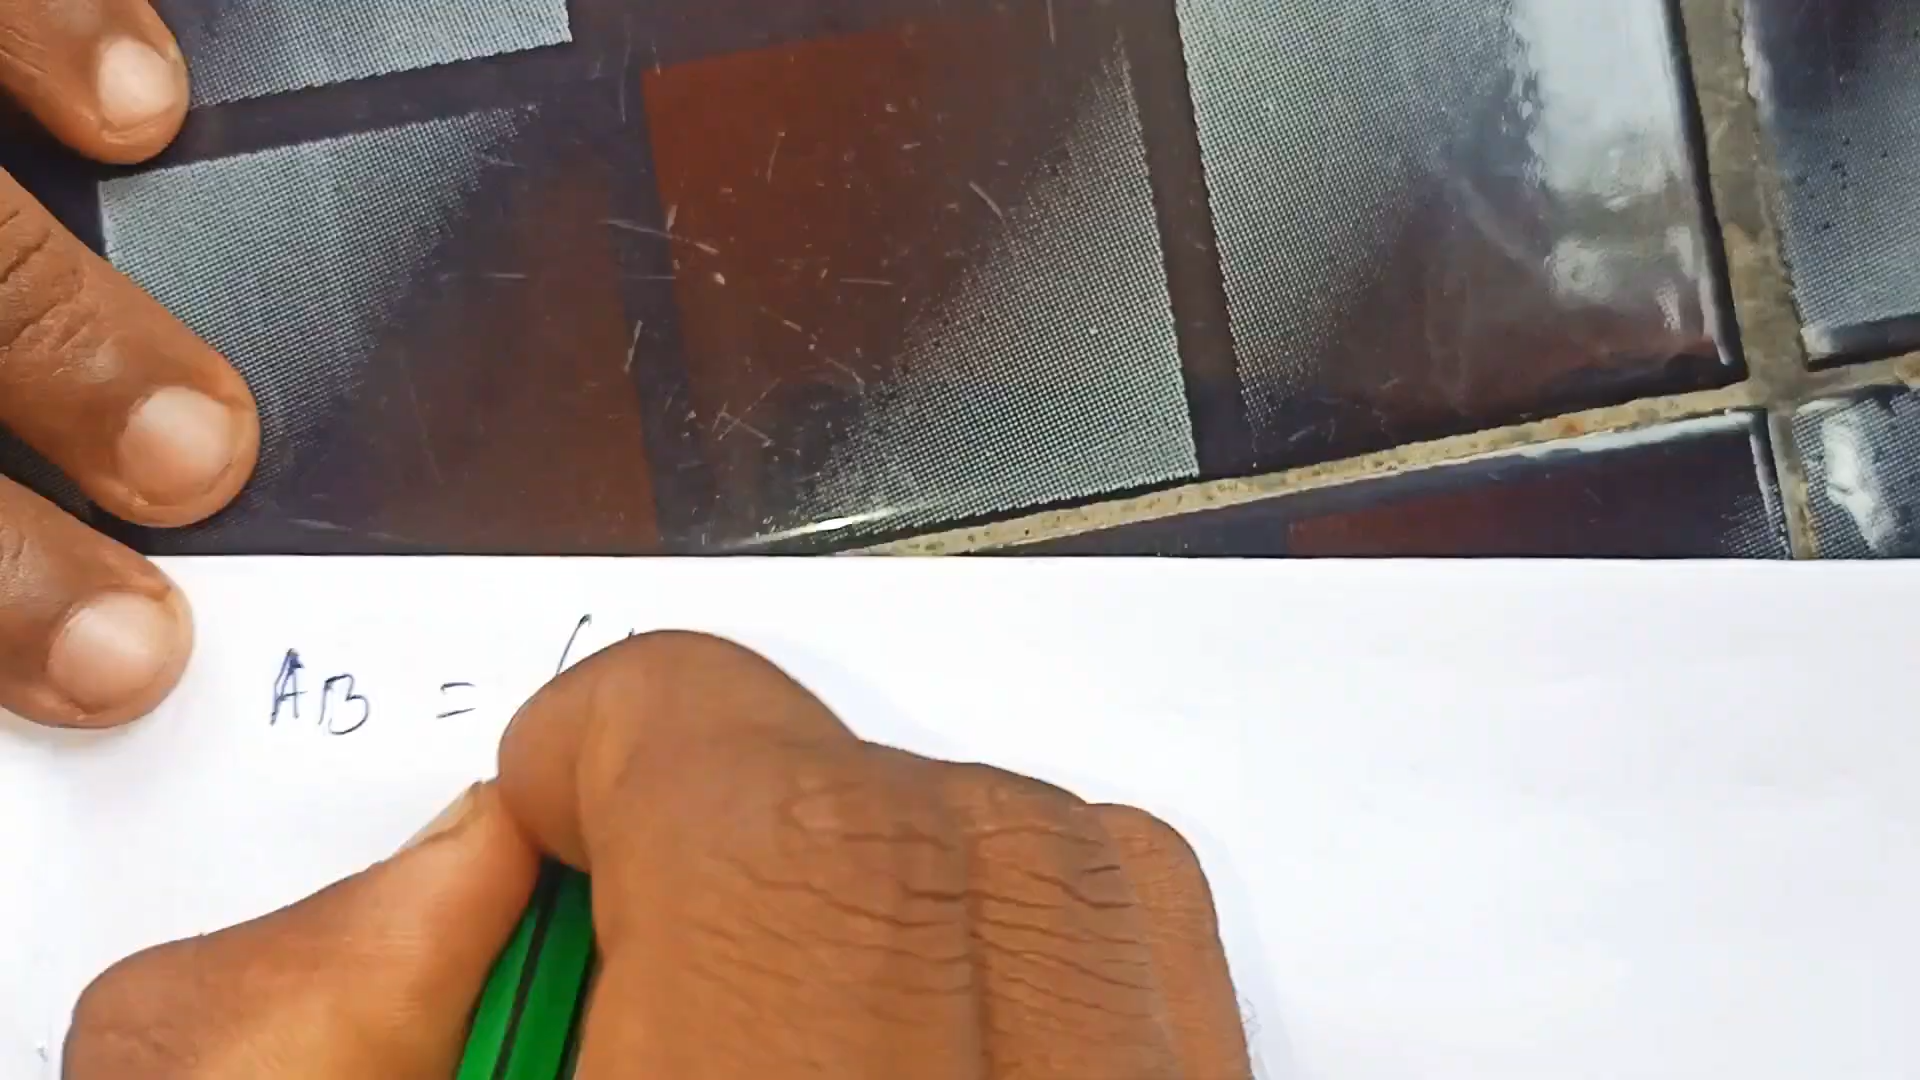 AB = (